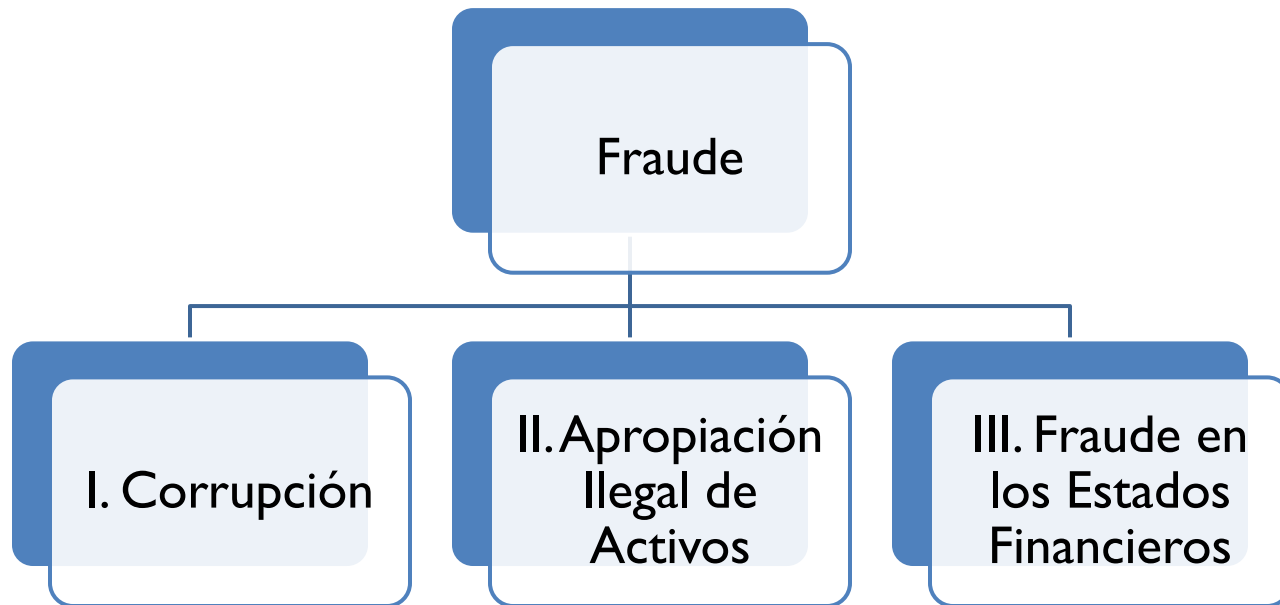 Fraude
I. Corrupción
II. Apropiación
Ilegal de
Activos
III. Fraude en
los Estados
Financieros